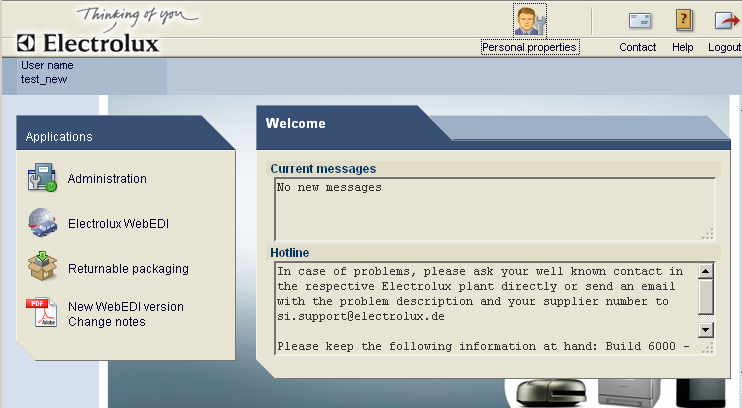 Thinking of you
Electrolux
Personal properties
Contact
Help
Logout
User name
test_new
Applications
Administration
Electrolux WebEDI
Returnable packaging
PDF
Adobe
New WebEDI version
Change notes
Welcome
Current messages
No new messages
Hotline
In case of problems, please ask your well known contact in
the respective Electrolux plant directly or send an email
with the problem description and your supplier number to
si.support@electrolux.de
Please keep the following information at hand: Build 6000 -